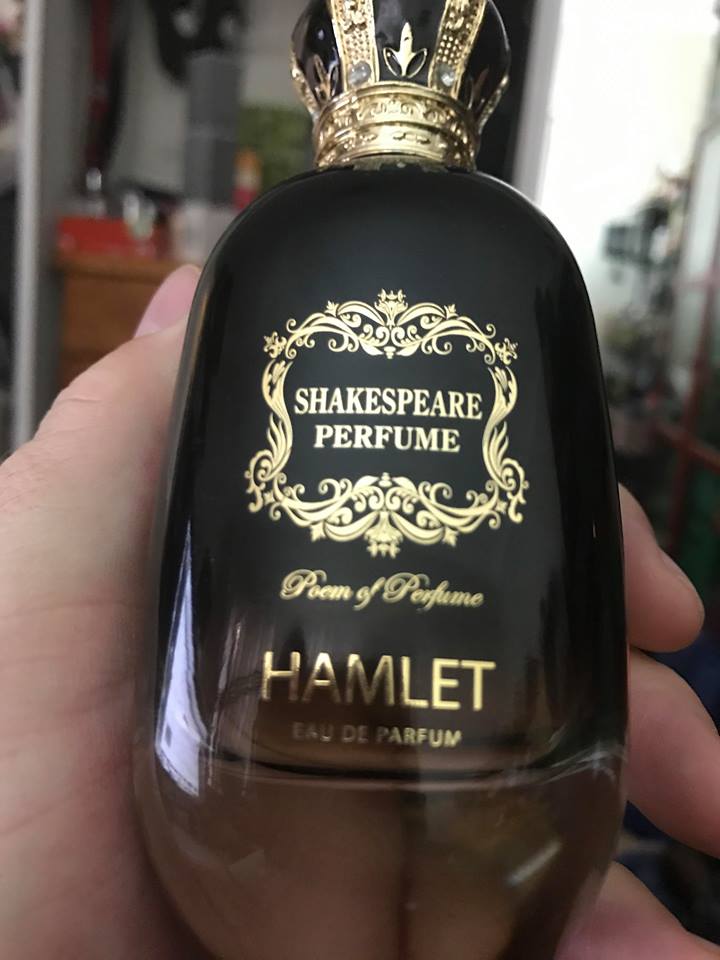 SHAKESPEARE
PERFUME
Poem of Perfume
HAMLET
EAU DE PARFUM